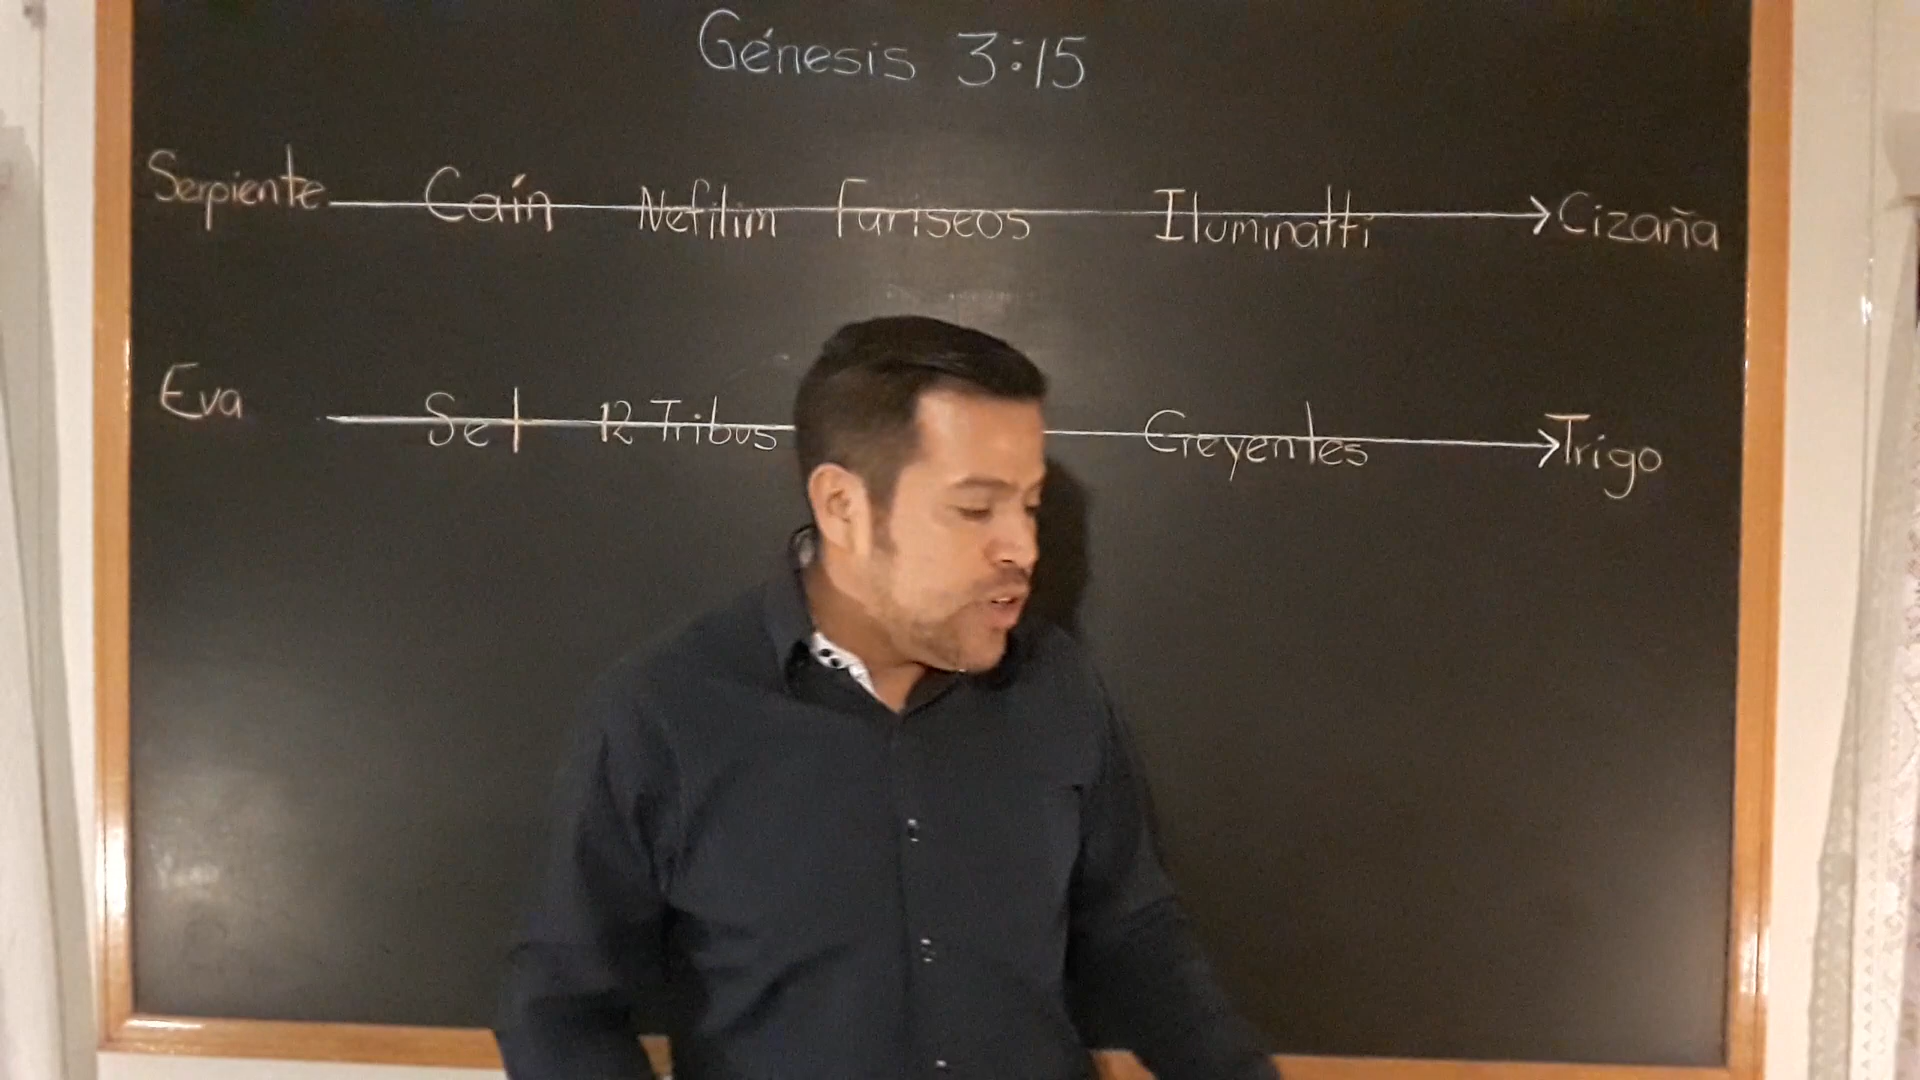 Génesis 3:15
Serpiente Caín Nefilim Fariseos Iluminatti Cizaña
Eva Set 12 Tribus Creyentes Trigo